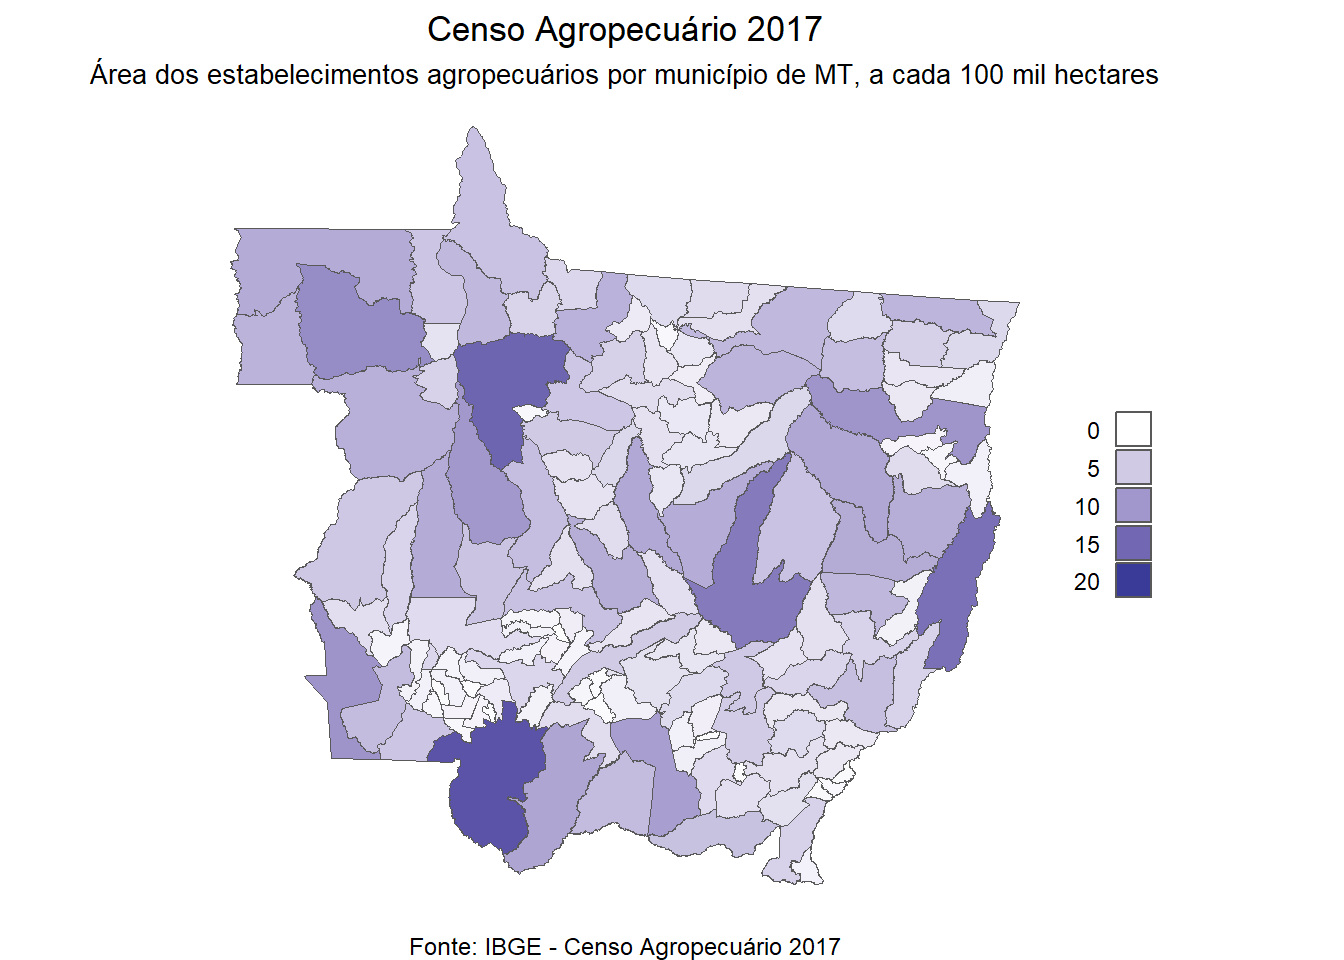 Censo Agropecuário 2017
Área dos estabelecimentos agropecuários por município de MT, a cada 100 mil hectares
0
5
10
15
20
Fonte: IBGE - Censo Agropecuário 2017